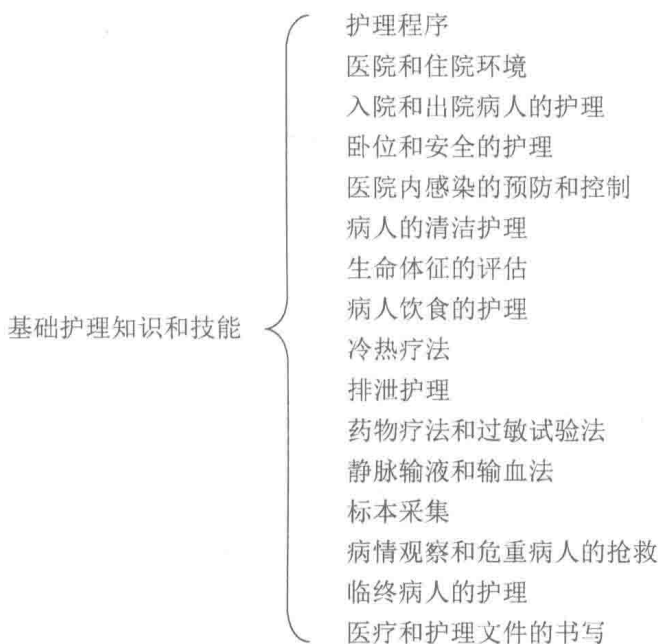 护理程序
医院和住院环境
入院和出院病人的护理
卧位和安全的护理
医院内感染的预防和控制
病人的清洁护理
生命体征的评估
病人饮食的护理
基础护理知识和技能
冷热疗法
排泄护理
药物疗法和过敏试验法
静脉输液和输血法
标本采集
病情观察和危重病人的抢救
临终病人的护理
医疗和护理文件的书写